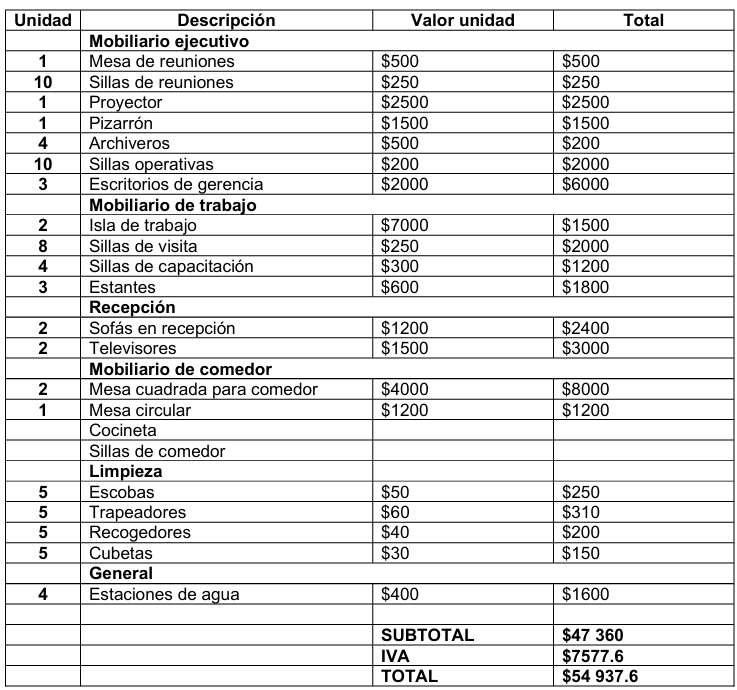 Unidad Descripción Valor unidad Total
Mobiliario ejecutivo
1 Mesa de reuniones $500 $500
10 Sillas de reuniones $250 $250
1 Proyector $2500 $2500
1 Pizarrón $1500 $1500
4 Archiveros $500 $200
10 Sillas operativas $200 $2000
3 Escritorios de gerencia $2000 $6000
Mobiliario de trabajo
2 Isla de trabajo $7000 $1500
8 Sillas de visita $250 $2000
4 Sillas de capacitación $300 $1200
3 Estantes $600 $1800
Recepción
2 Sofás en recepción $1200 $2400
2 Televisores $1500 $3000
Mobiliario de comedor
2 Mesa cuadrada para comedor $4000 $8000
1 Mesa circular $1200 $1200
Cocineta
Sillas de comedor
Limpieza
5 Escobas $50 $250
5 Trapeadores $60 $310
5 Recogedores $40 $200
5 Cubetas $30 $150
General
4 Estaciones de agua $400 $1600
SUBTOTAL $47 360
IVA $7577.6
TOTAL $54 937.6